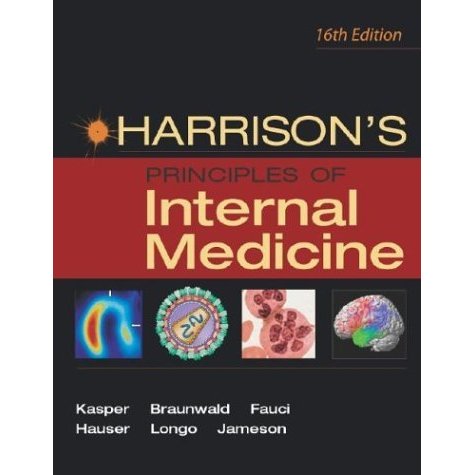 16th Edition
HARRISON'S
PRINCIPLES OF
Internal
Medicine
Kasper Braunwald Fauci
Hauser Longo Jameson